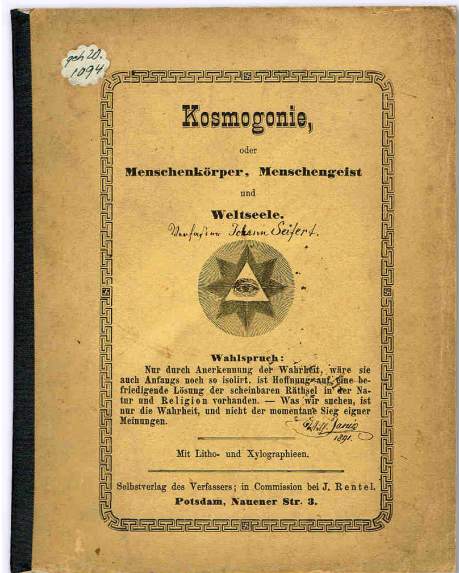 geh 20.
1094
Kosmogonie,
oder
Menschenkörper, Menschengeist
und
Weltseele.
Verfasser Johann Seifert.
Wahlspruch:
Nur durch Anerkennung der Wahrheit, wäre sie
auch Anfangs noch so isolirt, ist Hoffnung auf eine be-
friedigende Lösung der scheinbaren Räthsel in der Na-
tur und Religion vorhanden. — Was wir suchen, ist
nur die Wahrheit, und nicht der momentane Sieg eigner
Meinungen.
1891.
Mit Litho- und Xylographieen.
Selbstverlag des Verfassers; in Commission bei J. Rentel.
Potsdam, Nauener Str. 3.